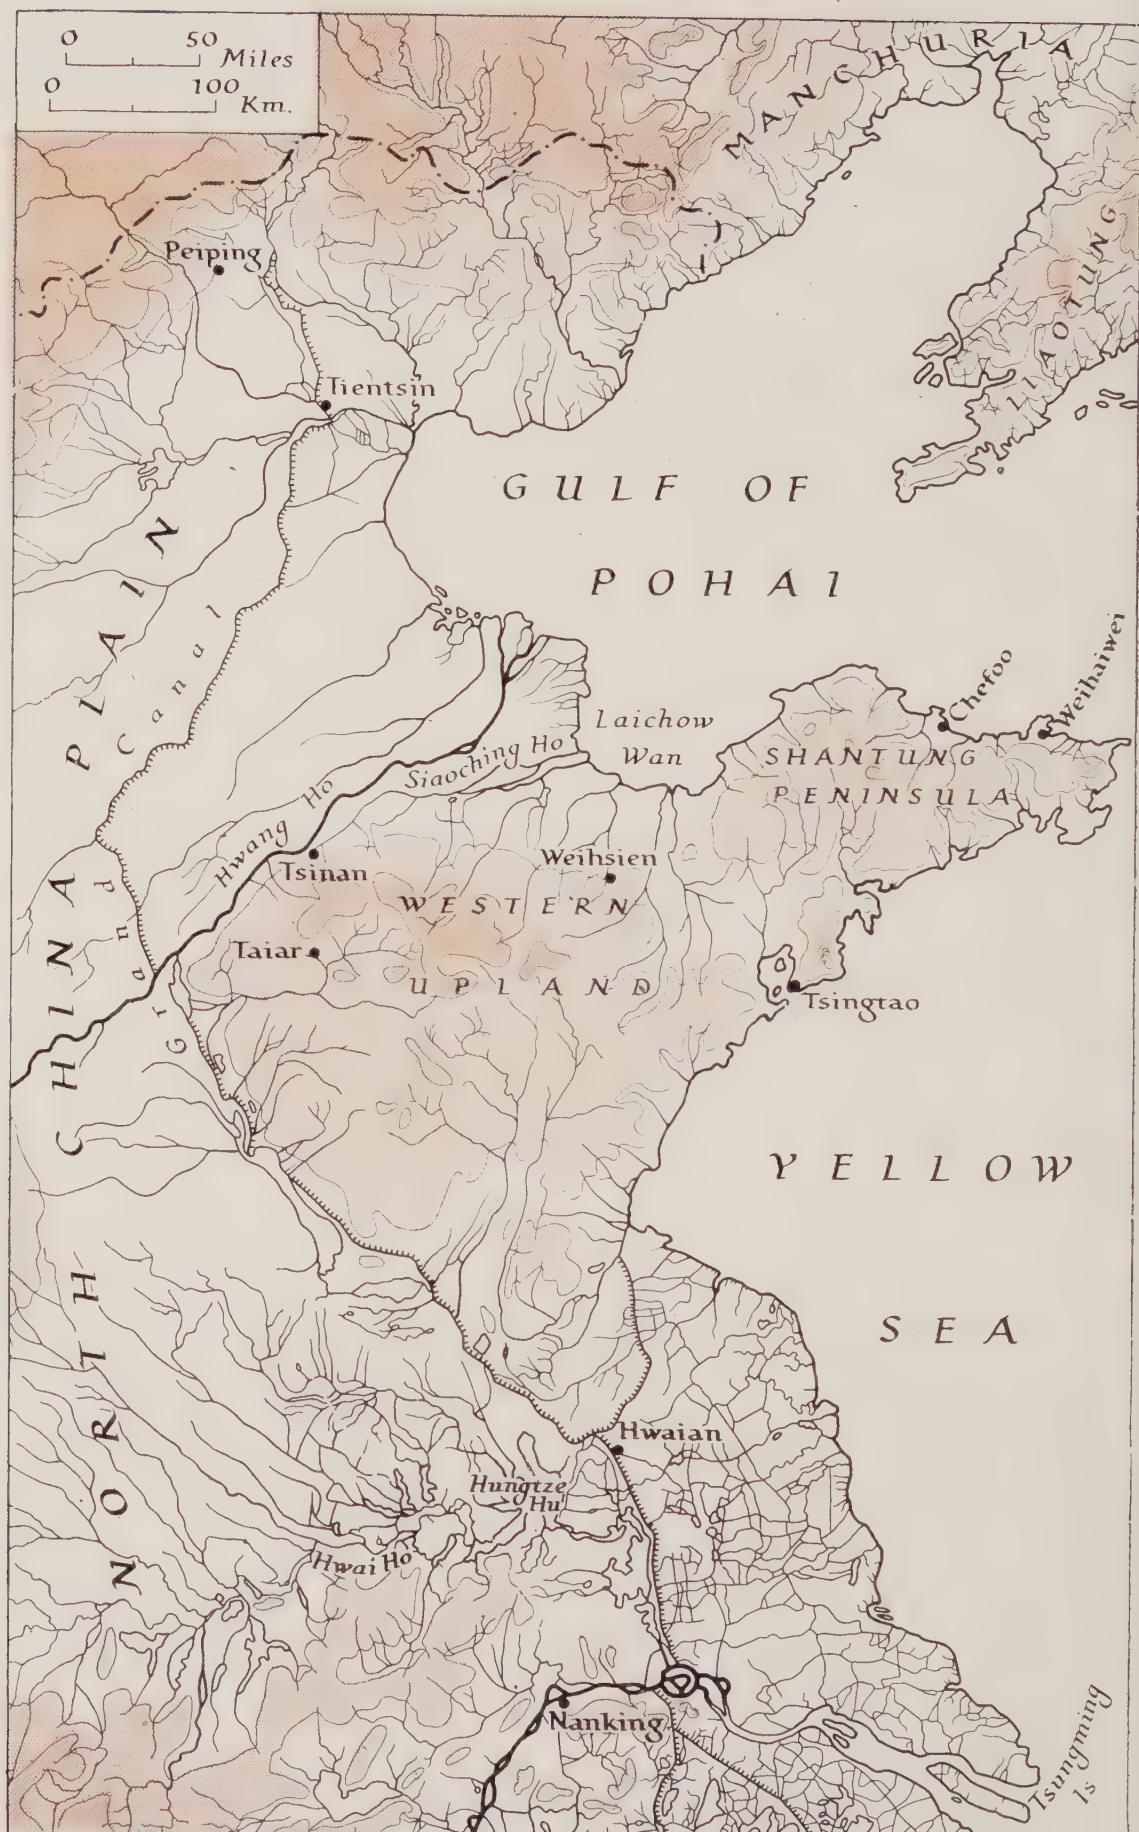 0 50 Miles
0 100 Km.
MANCHURIA
Peiping
LIAOTUNG
Tientsin
GULF OF
POHAI
NORTH CHINA PLAIN
Grand Canal
Chefoo
Weihaiwei
Laichow
Wan
SHANTUNG
PENINSULA
Siaoching Ho
Hwang Ho
Tsinan
Weihsien
WESTERN
UPLAND
Taiar
Tsingtao
YELLOW
SEA
Hwaian
Hungtze
Hu
Hwai Ho
Nanking
Tsungming
Is